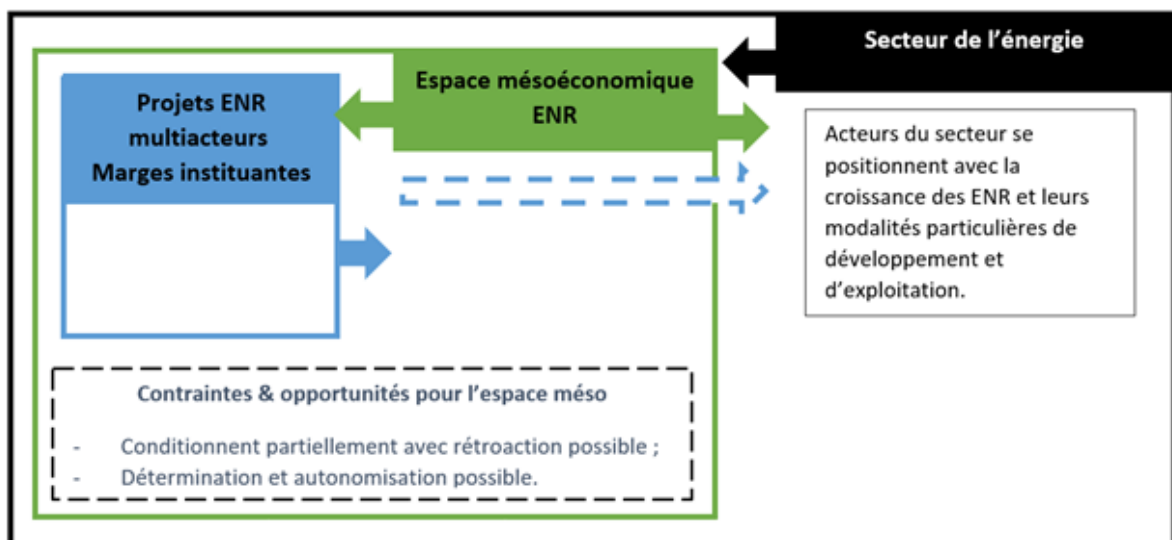 Secteur de l’énergie
Espace mésoéconomique
ENR
Projets ENR
multiacteurs
Marges instituantes
Acteurs du secteur se
positionnent avec la
croissance des ENR et leurs
modalités particulières de
développement et
d’exploitation.
Contraintes & opportunités pour l’espace méso
- Conditionnent partiellement avec rétroaction possible ;
- Détermination et autonomisation possible.